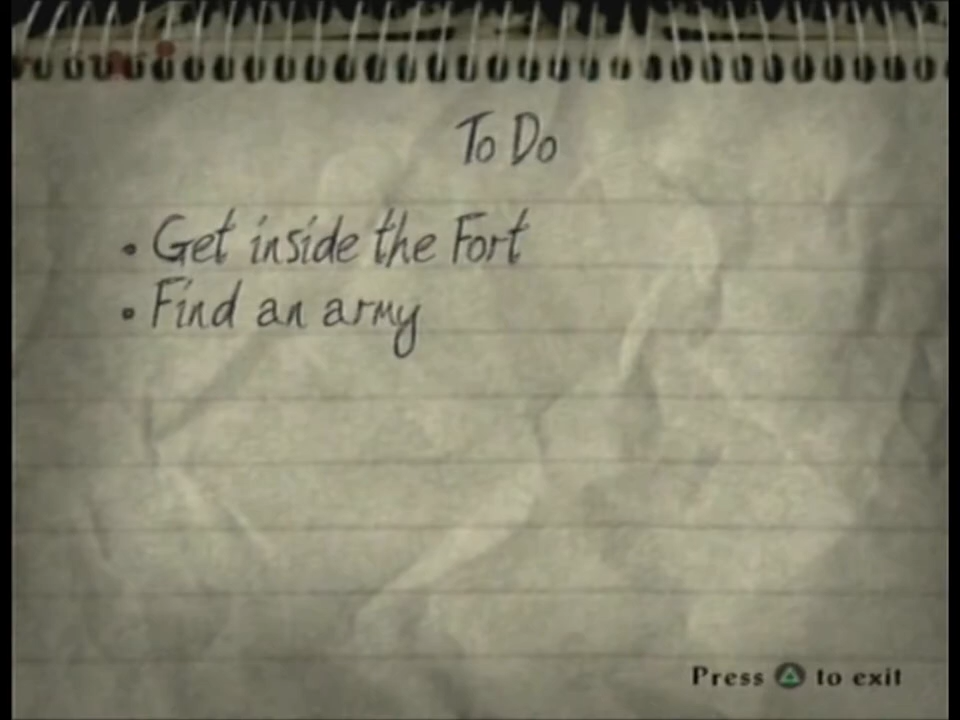 To Do
• Get inside the Fort
• Find an army
Press to exit